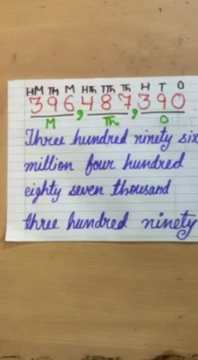 HM TM M HTh TTh Th H T O
396,487,390
M Th O
Three hundred ninety six
million four hundred
eighty seven thousand
three hundred ninety